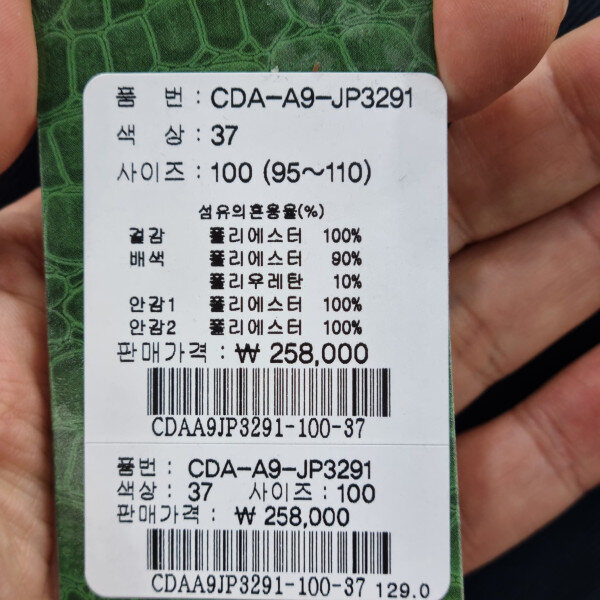 품 번 : CDA-A9-JP3291
색 상 : 37
사이즈 : 100 (95~110)
섬유의혼용율(%)
겉감 폴리에스터 100%
배색 폴리에스터 90%
폴리우레탄 10%
안감1 폴리에스터 100%
안감2 폴리에스터 100%
판매가격 : ₩ 258,000
CDAA9JP3291-100-37
품번 : CDA-A9-JP3291
색상 : 37 사이즈 : 100
판매가격 : ₩ 258,000
CDAA9JP3291-100-37 129.0